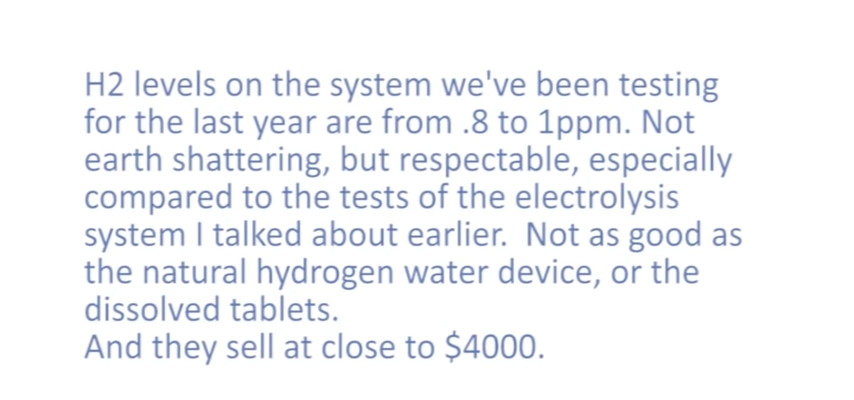 H2 levels on the system we've been testing
for the last year are from .8 to 1ppm. Not
earth shattering, but respectable, especially
compared to the tests of the electrolysis
system I talked about earlier.  Not as good as
the natural hydrogen water device, or the
dissolved tablets.
And they sell at close to $4000.